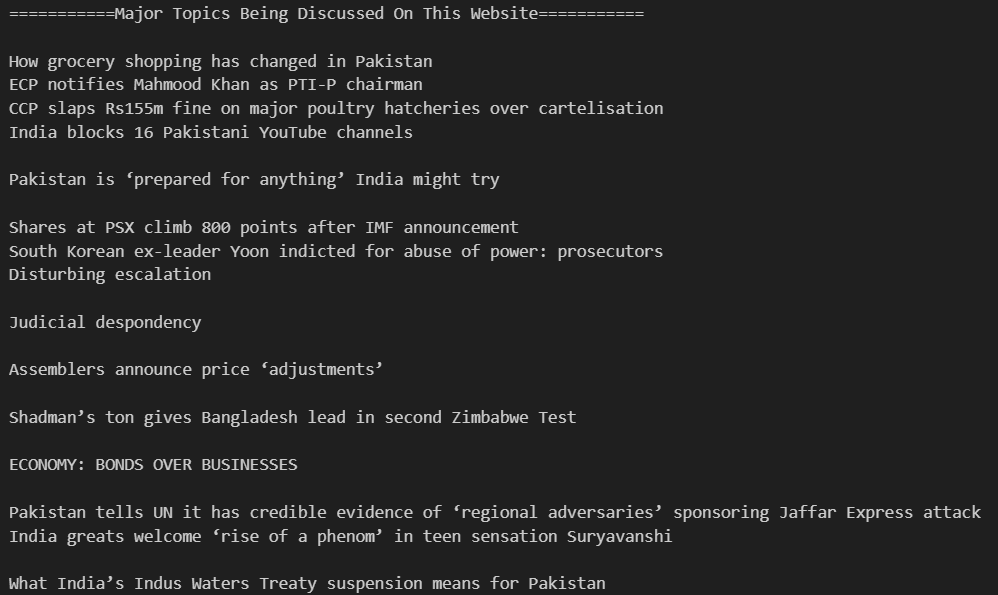 ===========Major Topics Being Discussed On This Website===========
How grocery shopping has changed in Pakistan
ECP notifies Mahmood Khan as PTI-P chairman
CCP slaps Rs155m fine on major poultry hatcheries over cartelisation
India blocks 16 Pakistani YouTube channels
Pakistan is ‘prepared for anything’ India might try
Shares at PSX climb 800 points after IMF announcement
South Korean ex-leader Yoon indicted for abuse of power: prosecutors
Disturbing escalation
Judicial despondency
Assemblers announce price ‘adjustments’
Shadman’s ton gives Bangladesh lead in second Zimbabwe Test
ECONOMY: BONDS OVER BUSINESSES
Pakistan tells UN it has credible evidence of ‘regional adversaries’ sponsoring Jaffar Express attack
India greats welcome ‘rise of a phenom’ in teen sensation Suryavanshi
What India’s Indus Waters Treaty suspension means for Pakistan